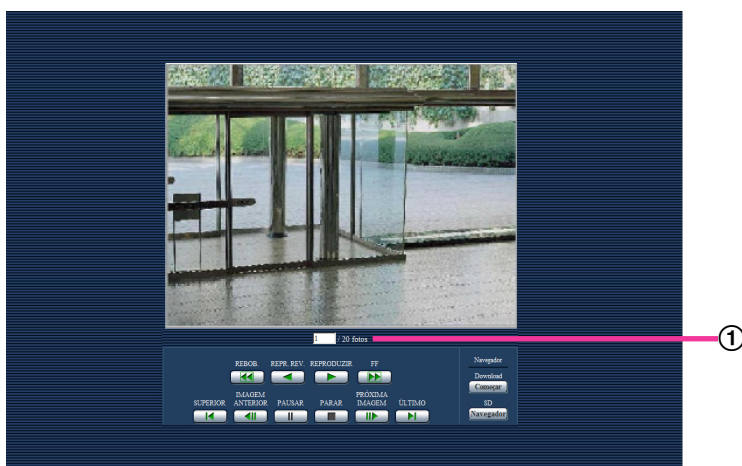 1 / 20 fotos
①
REBOB. REPR. REV. REPRODUZIR FF
SUPERIOR IMAGEM ANTERIOR PAUSAR PARAR PRÓXIMA IMAGEM ÚLTIMO
Navegador
Download
Começar
SD
Navegador